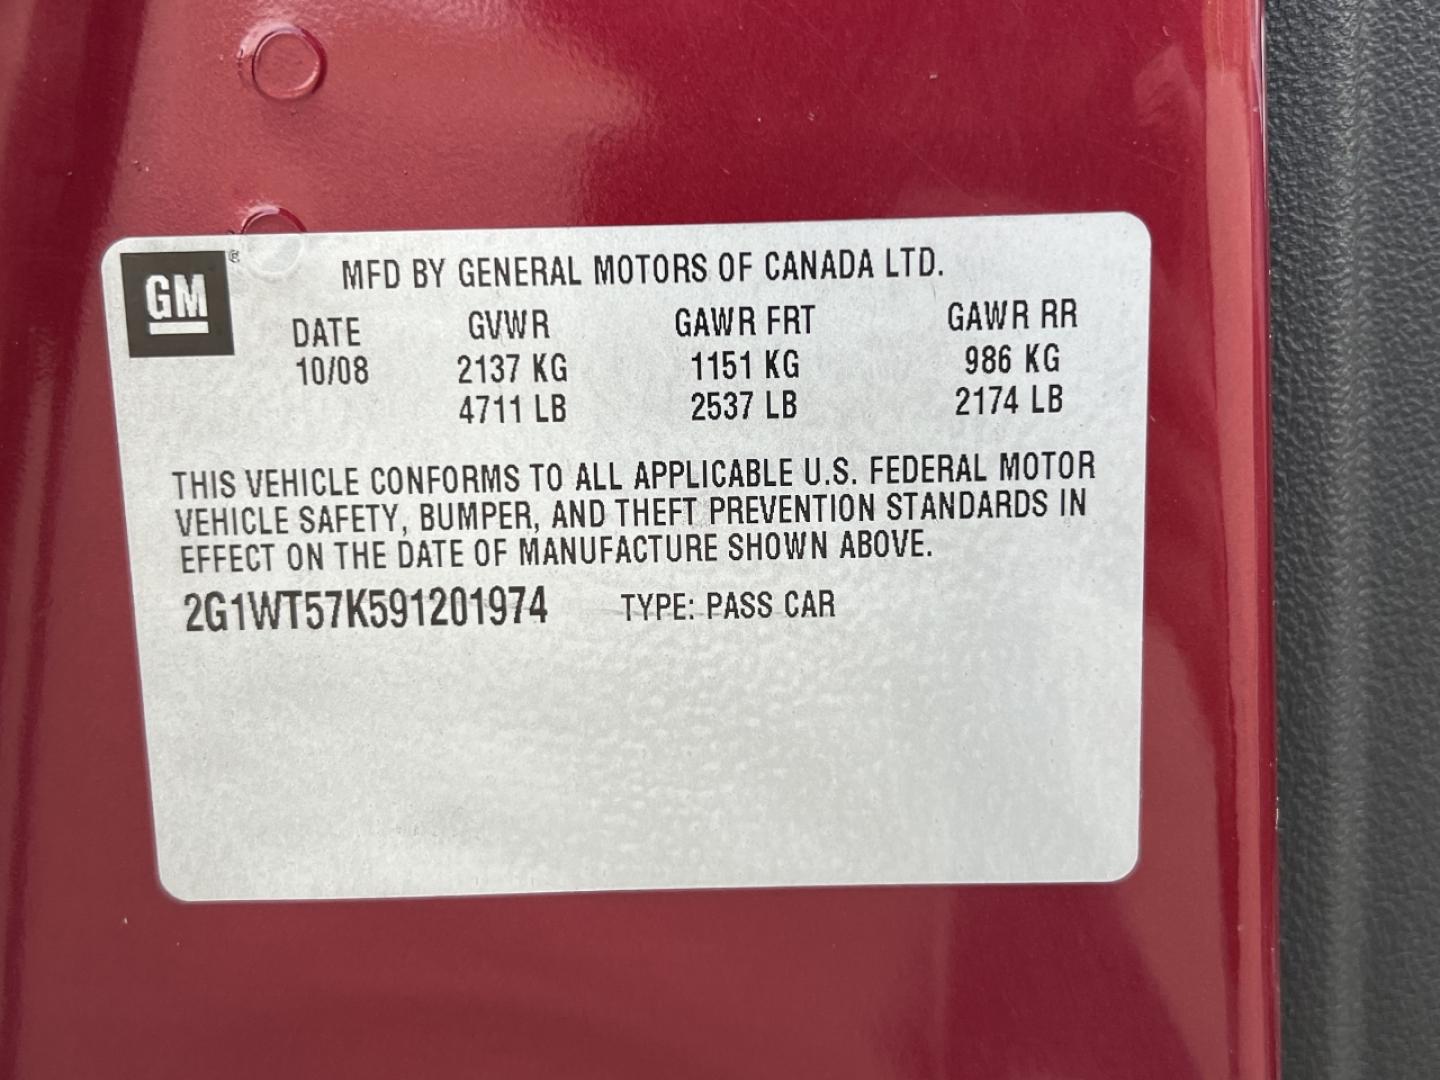 GM ®
MFD BY GENERAL MOTORS OF CANADA LTD.
DATE GVWR GAWR FRT GAWR RR
10/08 2137 KG 1151 KG 986 KG
4711 LB 2537 LB 2174 LB
THIS VEHICLE CONFORMS TO ALL APPLICABLE U.S. FEDERAL MOTOR
VEHICLE SAFETY, BUMPER, AND THEFT PREVENTION STANDARDS IN
EFFECT ON THE DATE OF MANUFACTURE SHOWN ABOVE.
2G1WT57K591201974 TYPE: PASS CAR